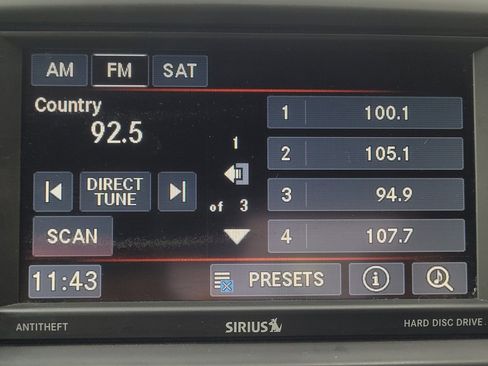 AM FM SAT
Country
92.5
1
of 3
1 100.1
2 105.1
3 94.9
4 107.7
DIRECT
TUNE
SCAN
11:43 PRESETS
ANTITHEFT SIRIUS HARD DISC DRIVE